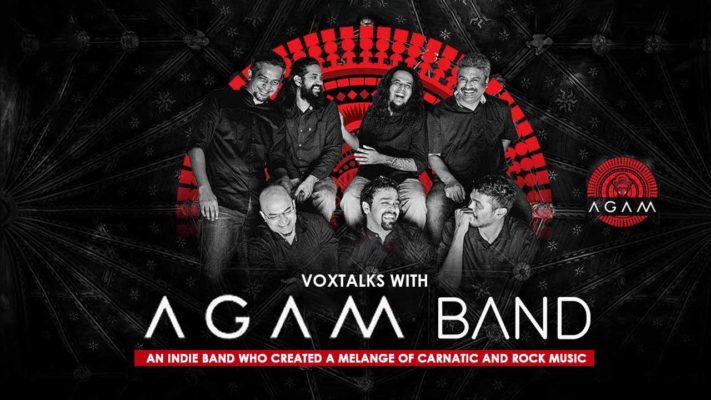 AGAM
VOXTALKS WITH
AGAM BAND
AN INDIE BAND WHO CREATED A MELANGE OF CARNATIC AND ROCK MUSIC